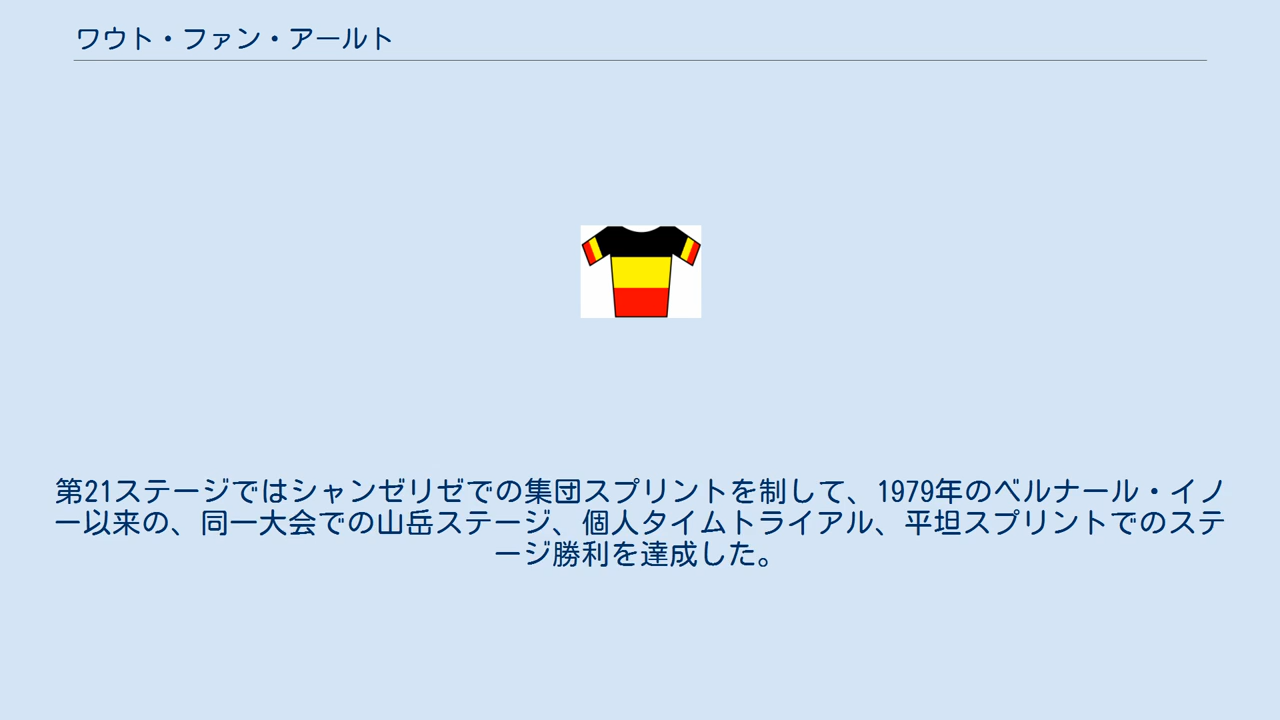 ワウト・ファン・アールト
第21ステージではシャンゼリゼでの集団スプリントを制して、1979年のベルナール・イノ
ー以来の、同一大会での山岳ステージ、個人タイムトライアル、平坦スプリントでのステ
ージ勝利を達成した。